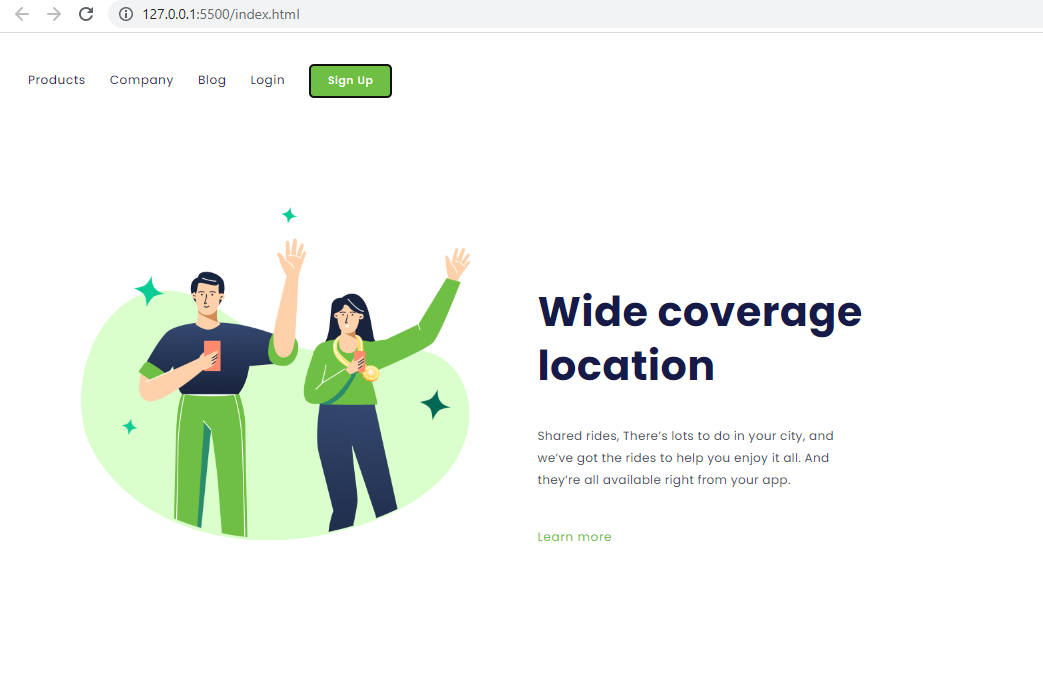 127.0.0.1:5500/index.html
Products Company Blog Login Sign Up
Wide coverage
location
Shared rides, There’s lots to do in your city, and
we’ve got the rides to help you enjoy it all. And
they’re all available right from your app.
Learn more